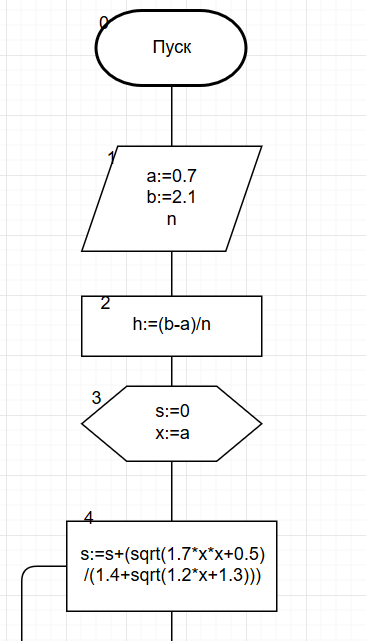 0
Пуск
1
a:=0.7
b:=2.1
n
2
h:=(b-a)/n
3
s:=0
x:=a
4
s:=s+(sqrt(1.7*x*x+0.5)
/(1.4+sqrt(1.2*x+1.3)))